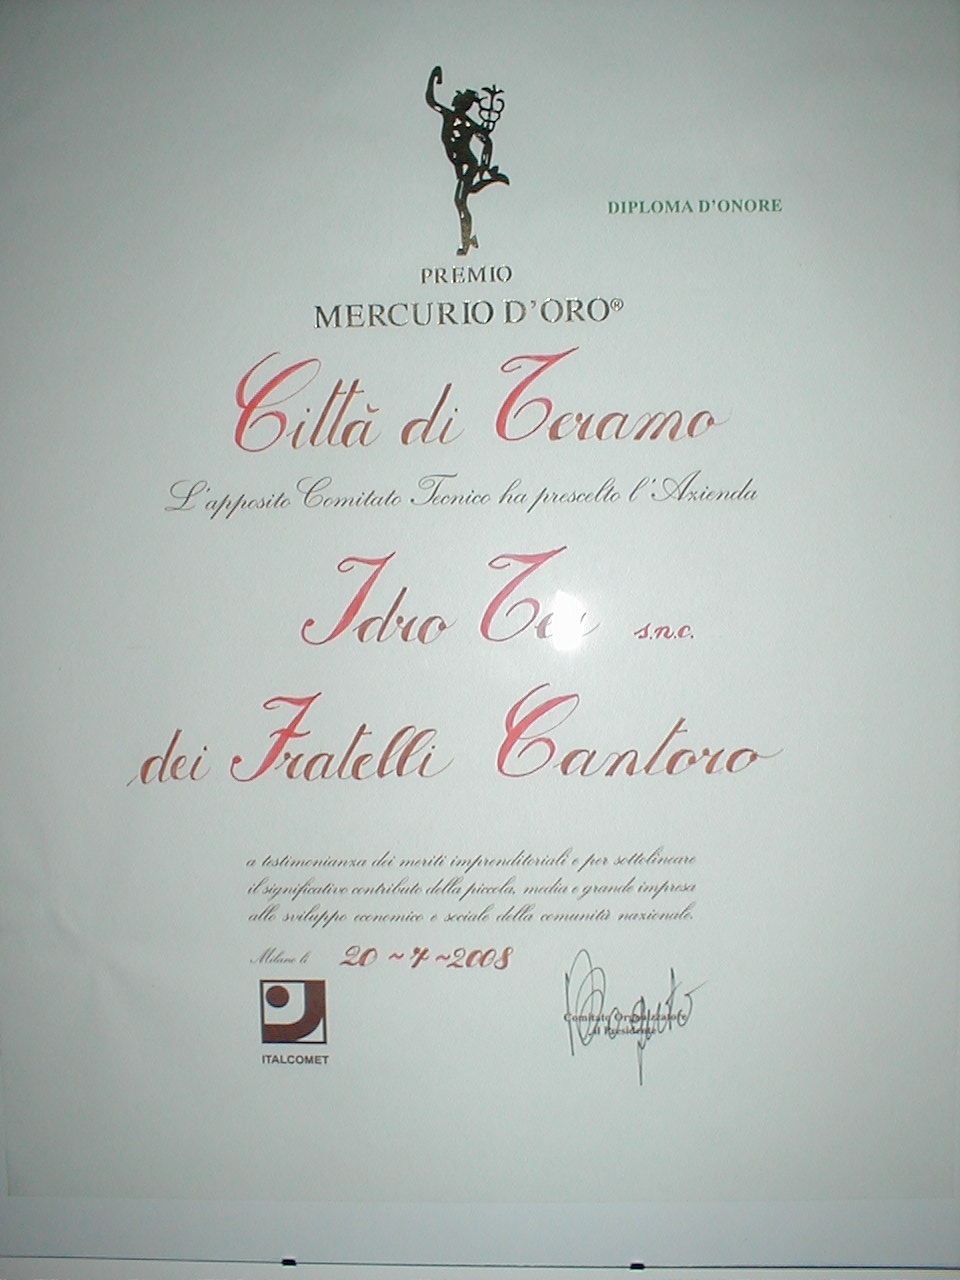 DIPLOMA D'ONORE
PREMIO
MERCURIO D'ORO®
Città di Teramo
L'apposito Comitato Tecnico ha prescelto l'Azienda
Idro s.n.c.
dei Fratelli Cantoro
a testimonianza dei meriti imprenditoriali e per sottolineare
il significativo contributo della piccola, media e grande impresa
allo sviluppo economico e sociale della comunità nazionale.
Milano lì 20~7~2008
Comitato Organizzatore
il Presidente
ITALCOMET